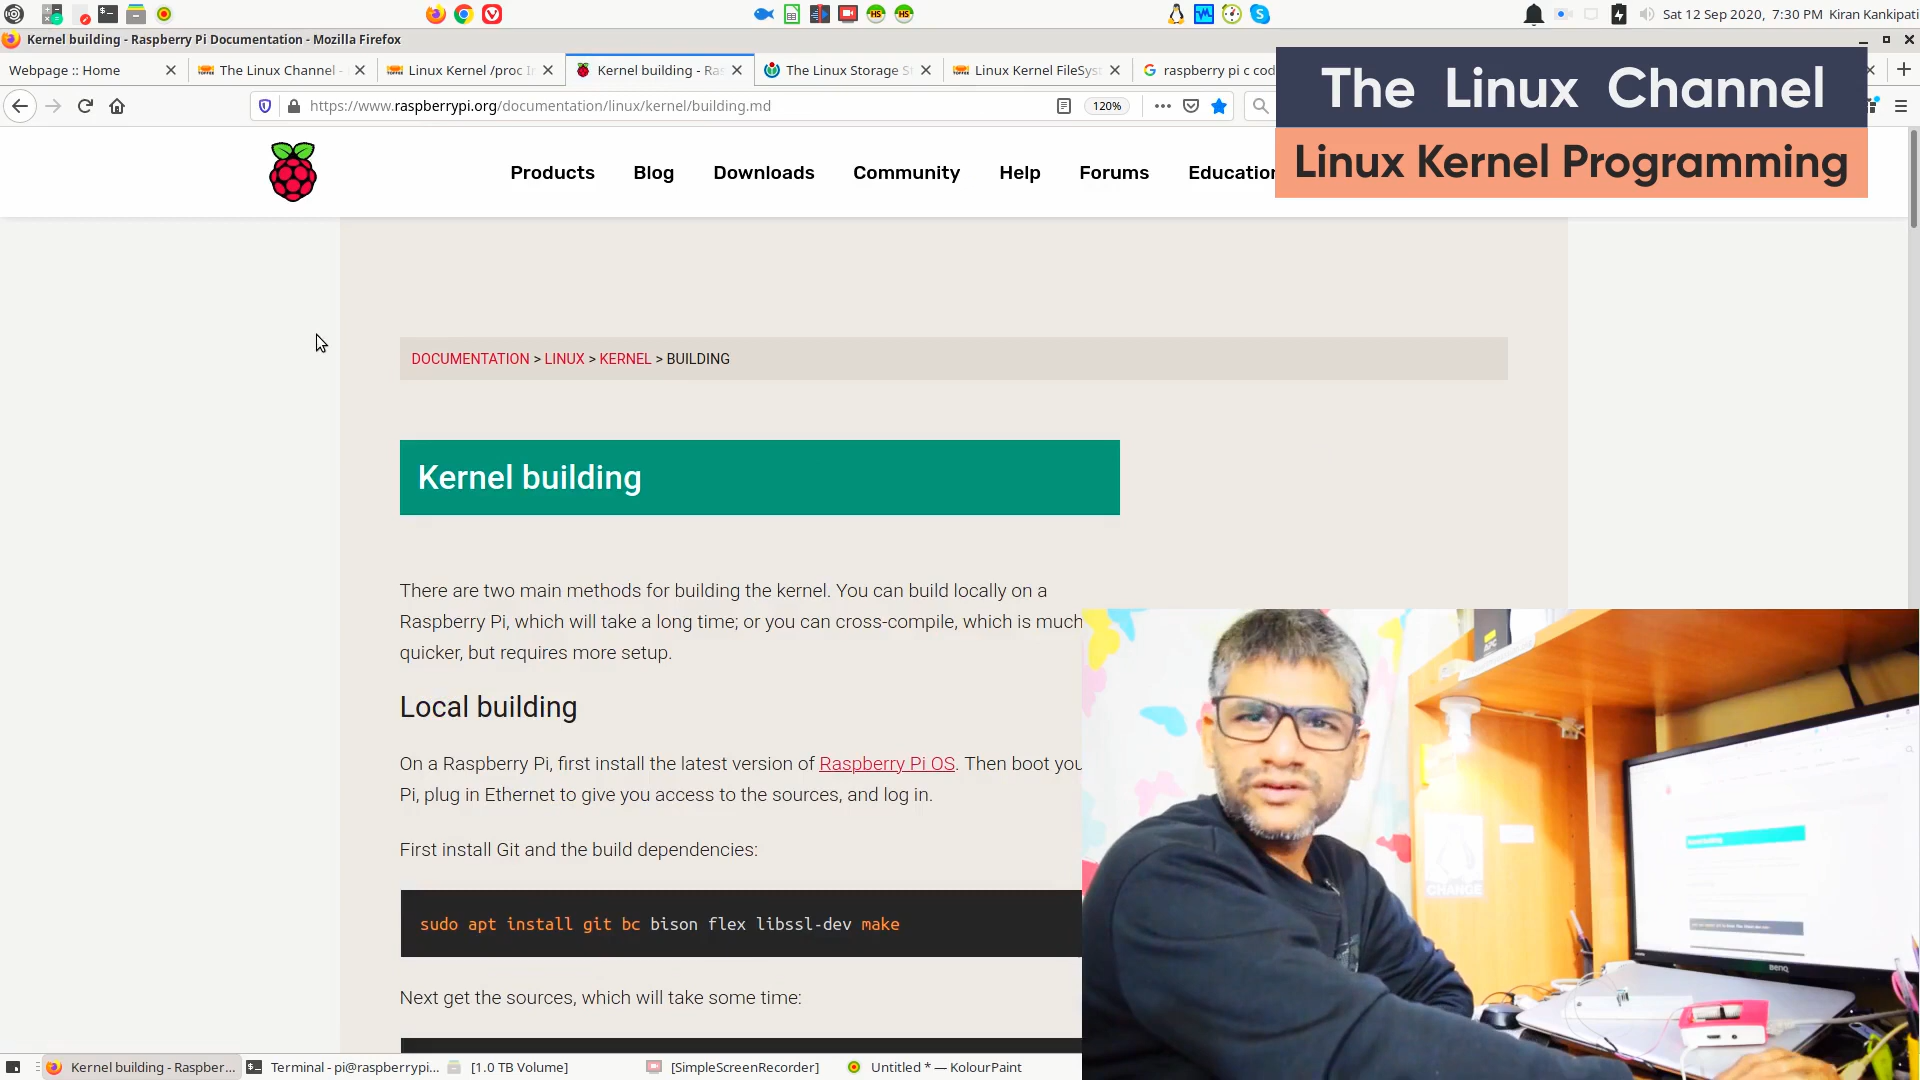 Sat 12 Sep 2020, 7:30 PM Kiran Kankipati
Kernel building - Raspberry Pi Documentation - Mozilla Firefox
Webpage :: Home
The Linux Channel -
Linux Kernel /proc I
Kernel building - Ras
The Linux Storage S
Linux Kernel FileSys
raspberry pi c cod
https://www.raspberrypi.org/documentation/linux/kernel/building.md
120%
The Linux Channel
Linux Kernel Programming
Products
Blog
Downloads
Community
Help
Forums
Education
DOCUMENTATION > LINUX > KERNEL > BUILDING
Kernel building
There are two main methods for building the kernel. You can build locally on a
Raspberry Pi, which will take a long time; or you can cross-compile, which is much
quicker, but requires more setup.
Local building
On a Raspberry Pi, first install the latest version of Raspberry Pi OS. Then boot you
Pi, plug in Ethernet to give you access to the sources, and log in.
First install Git and the build dependencies:
sudo apt install git bc bison flex libssl-dev make
Next get the sources, which will take some time:
APC
CHANGE
BenQ
Kernel building - Raspber...
Terminal - pi@raspberrypi...
[1.0 TB Volume]
[SimpleScreenRecorder]
Untitled * — KolourPaint